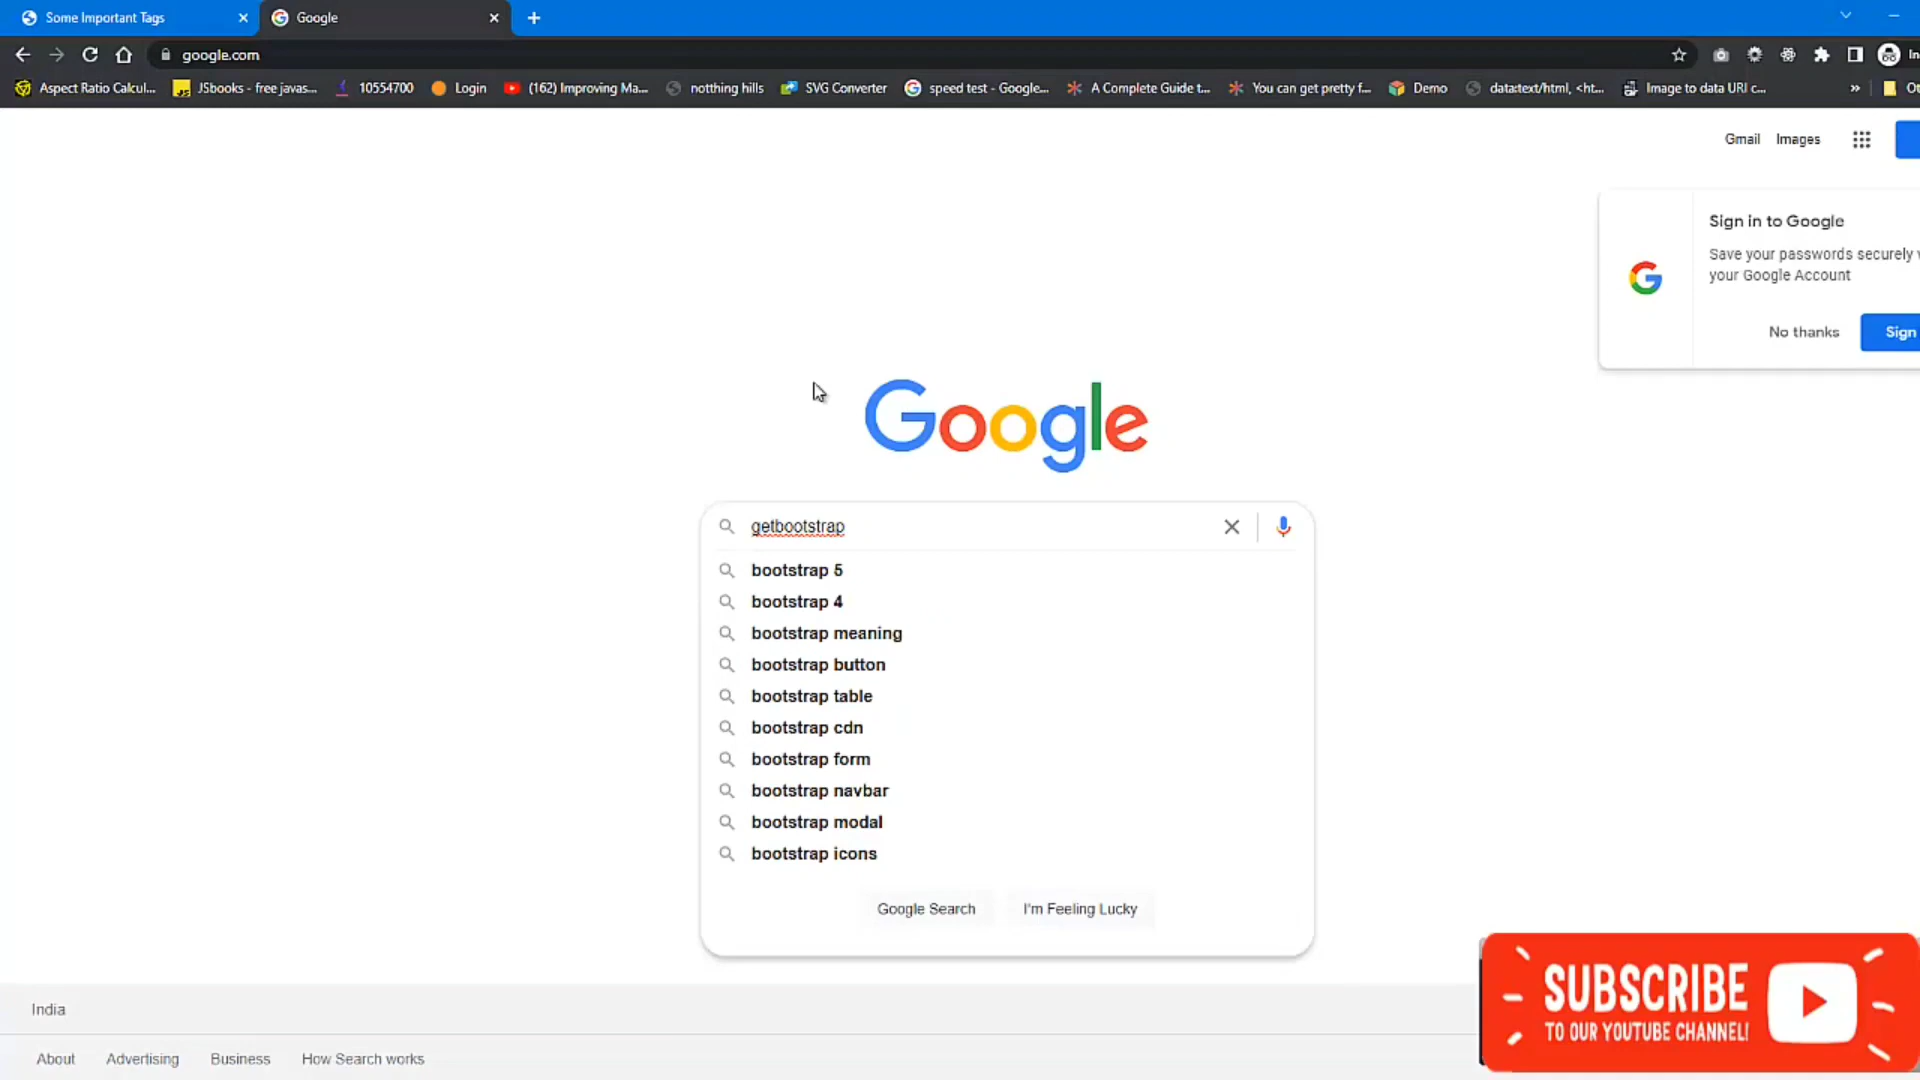 Some Important Tags
Google
google.com
Aspect Ratio Calcul...
JSbooks - free javas...
10554700
Login
(162) Improving Ma...
notthing hills
SVG Converter
speed test - Google...
A Complete Guide t...
You can get pretty f...
Demo
data:text/html, <ht...
Image to data URI c...
»
Gmail Images
Sign in to Google
Save your passwords securely
your Google Account
No thanks
Sign
Google
getbootstrap
bootstrap 5
bootstrap 4
bootstrap meaning
bootstrap button
bootstrap table
bootstrap cdn
bootstrap form
bootstrap navbar
bootstrap modal
bootstrap icons
Google Search
I'm Feeling Lucky
India
SUBSCRIBE
TO OUR YOUTUBE CHANNEL!
About Advertising Business How Search works